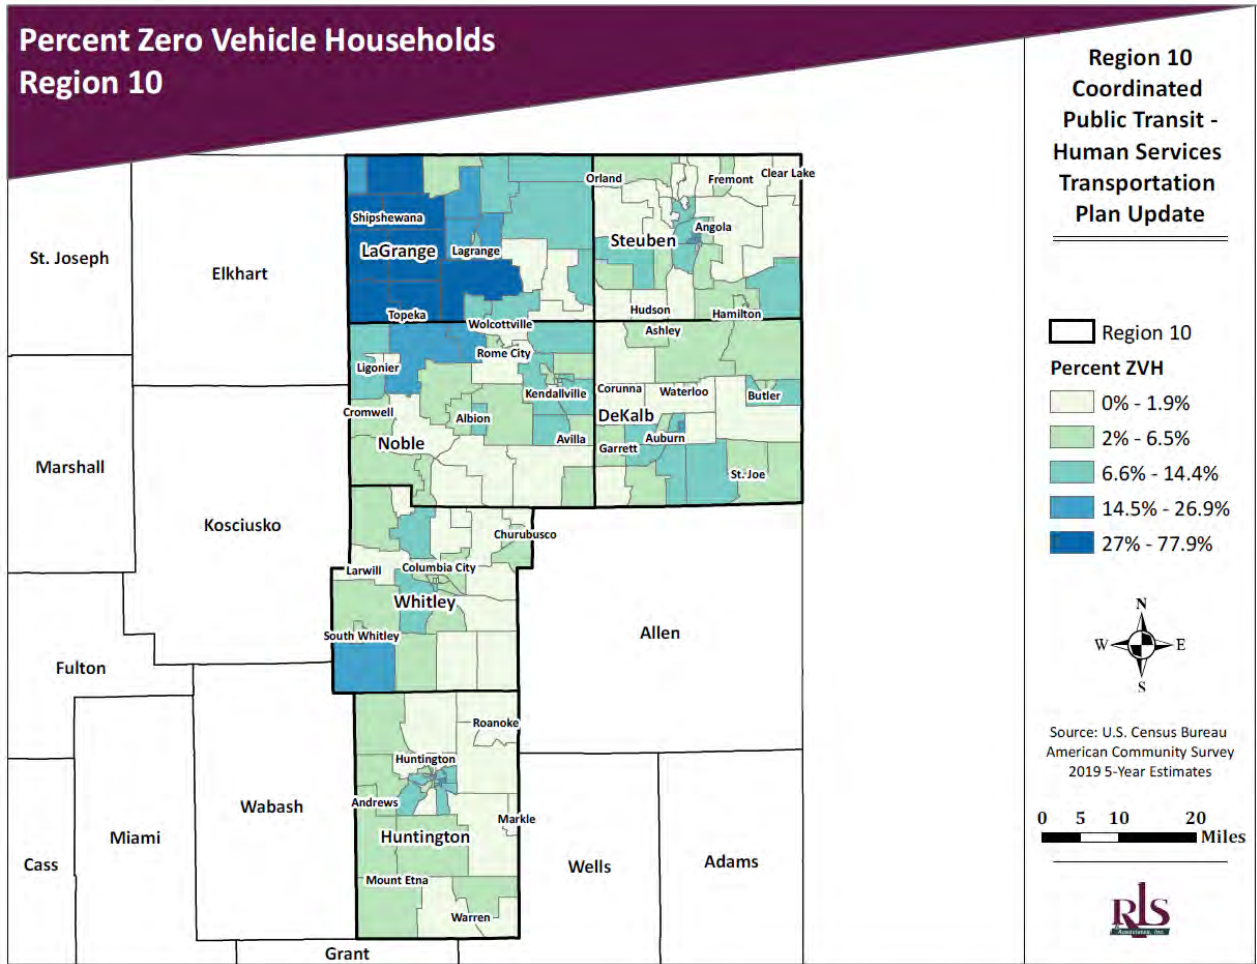 Percent Zero Vehicle Households
Region 10
Region 10
Coordinated
Public Transit -
Human Services
Transportation
Plan Update
Region 10
Percent ZVH
0% - 1.9%
2% - 6.5%
6.6% - 14.4%
14.5% - 26.9%
27% - 77.9%
N
W
E
S
Source: U.S. Census Bureau
American Community Survey
2019 5-Year Estimates
0 5 10 20
Miles
RLS
& Associates, Inc.
St. Joseph
Elkhart
Marshall
Kosciusko
Fulton
Cass
Miami
Wabash
Grant
Allen
Wells
Adams
Shipshewana
LaGrange
Lagrange
Topeka
Wolcottville
Orland
Fremont
Clear Lake
Angola
Steuben
Hudson
Hamilton
Ashley
Rome City
Ligonier
Kendallville
Cromwell
Albion
Noble
Avilla
Corunna
Waterloo
Butler
DeKalb
Auburn
Garrett
St. Joe
Churubusco
Larwill
Columbia City
Whitley
South Whitley
Roanoke
Huntington
Andrews
Markle
Huntington
Mount Etna
Warren